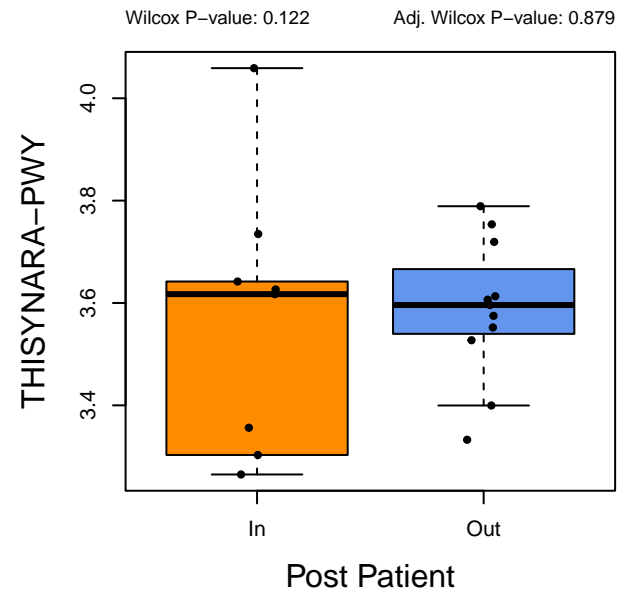 Wilcox P−value: 0.122
Adj. Wilcox P−value: 0.879
THISYNARA−PWY
4.0
3.8
3.6
3.4
In
Out
Post Patient